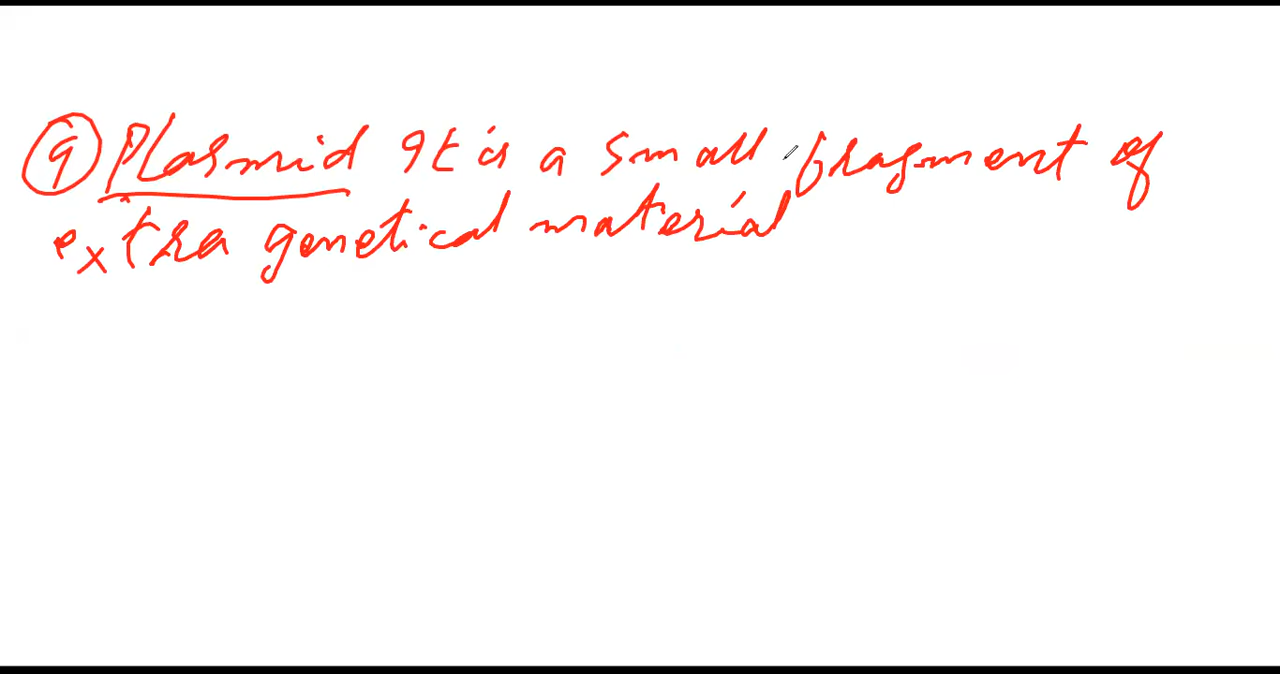 9 Plasmid It is a small fragment of
extra genetical material